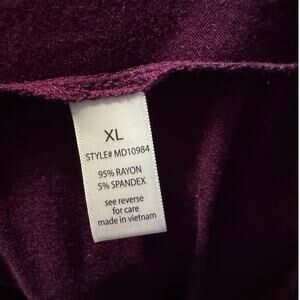 XL
STYLE# MD10984
95% RAYON
5% SPANDEX
see reverse
for care
made in vietnam